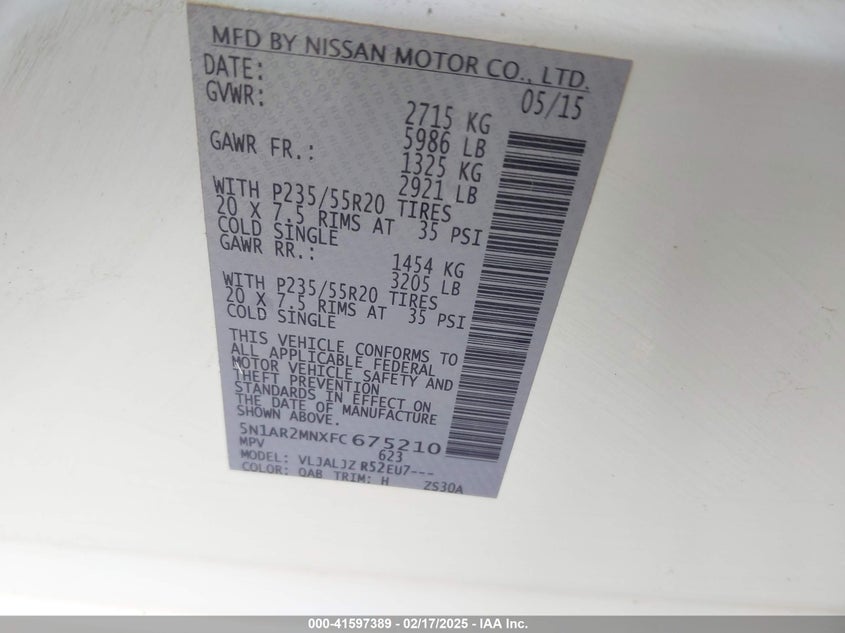 MFD BY NISSAN MOTOR CO., LTD.
DATE: 05/15
GVWR: 2715 KG
5986 LB
GAWR FR.: 1325 KG
2921 LB
WITH P235/55R20 TIRES
20 X 7.5 RIMS AT 35 PSI
COLD SINGLE
GAWR RR.: 1454 KG
3205 LB
WITH P235/55R20 TIRES
20 X 7.5 RIMS AT 35 PSI
COLD SINGLE
THIS VEHICLE CONFORMS TO
ALL APPLICABLE FEDERAL
MOTOR VEHICLE SAFETY AND
THEFT PREVENTION
STANDARDS IN EFFECT ON
THE DATE OF MANUFACTURE
SHOWN ABOVE.
5N1AR2MNXFC675210
MPV 623
MODEL: VLJALJZ R52EU7---
COLOR: QAB TRIM: H ZS30A
000-41597389 — 02/17/2025 — IAA Inc.